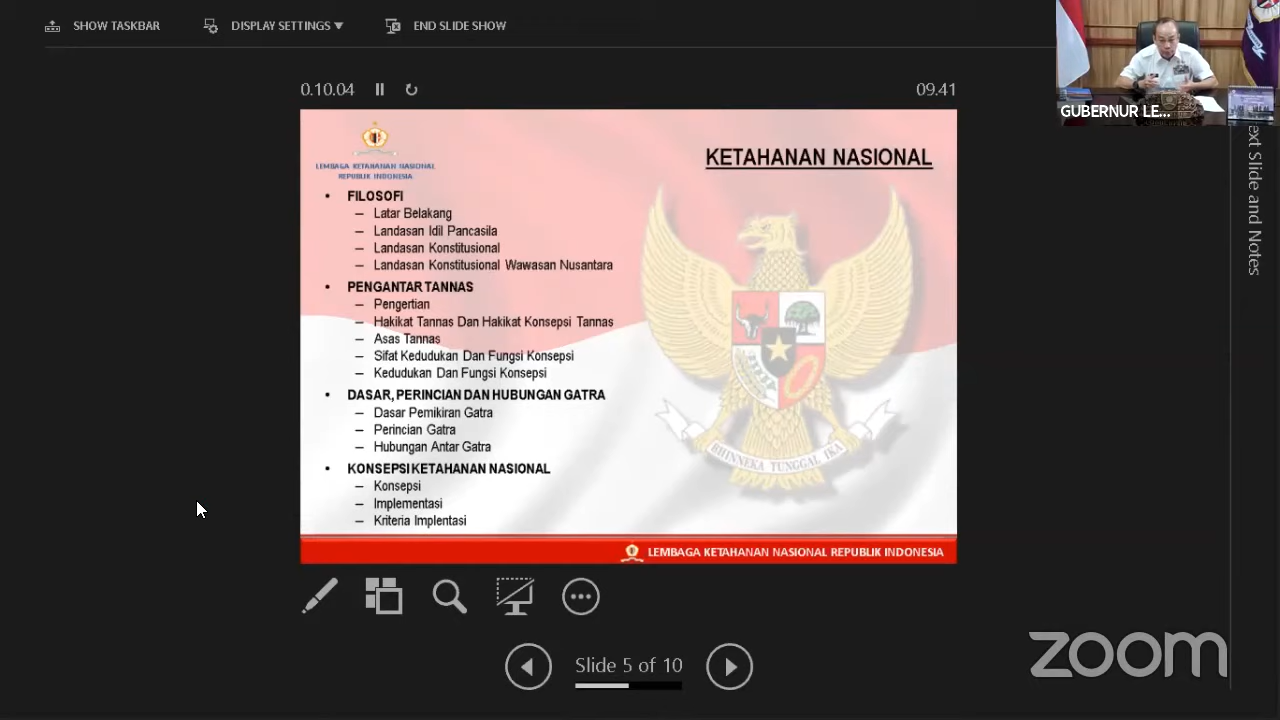 SHOW TASKBAR
DISPLAY SETTINGS ▼
END SLIDE SHOW
GUBERNUR LE...
0.10.04
09.41
LEMBAGA KETAHANAN NASIONAL
REPUBLIK INDONESIA
KETAHANAN NASIONAL
• FILOSOFI
– Latar Belakang
– Landasan Idil Pancasila
– Landasan Konstitusional
– Landasan Konstitusional Wawasan Nusantara
• PENGANTAR TANNAS
– Pengertian
– Hakikat Tannas Dan Hakikat Konsepsi Tannas
– Asas Tannas
– Sifat Kedudukan Dan Fungsi Konsepsi
– Kedudukan Dan Fungsi Konsepsi
• DASAR, PERINCIAN DAN HUBUNGAN GATRA
– Dasar Pemikiran Gatra
– Perincian Gatra
– Hubungan Antar Gatra
• KONSEPSI KETAHANAN NASIONAL
– Konsepsi
– Implementasi
– Kriteria Implentasi
BHINNEKA TUNGGAL IKA
LEMBAGA KETAHANAN NASIONAL REPUBLIK INDONESIA
ext Slide and Notes
Slide 5 of 10
zoom